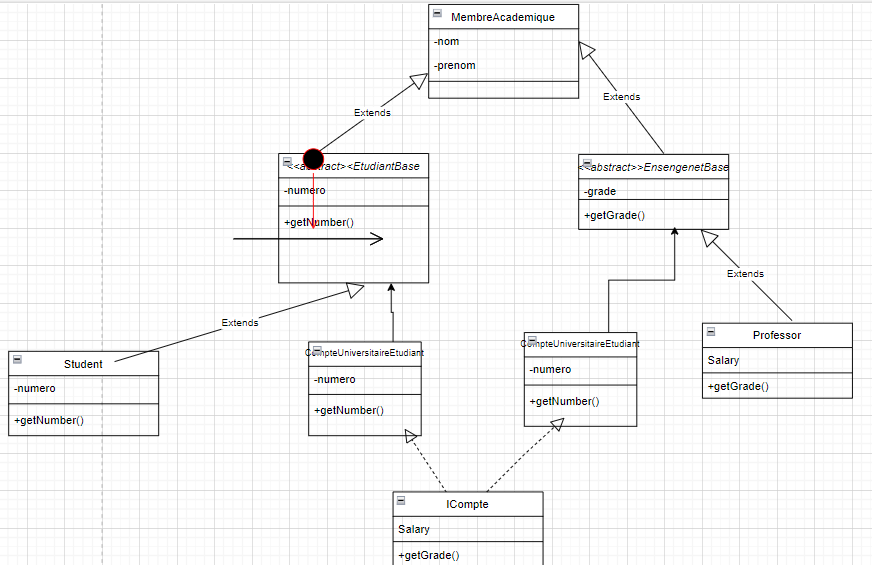 MembreAcademique
-nom
-prenom
Extends
Extends
<<abstract><EtudiantBase
-numero
+getNumber()
<<abstract>>EnsengenetBase
-grade
+getGrade()
Extends
Extends
Student
-numero
+getNumber()
CompteUniversitaireEtudiant
-numero
+getNumber()
CompteUniversitaireEtudiant
-numero
+getNumber()
Professor
Salary
+getGrade()
ICompte
Salary
+getGrade()